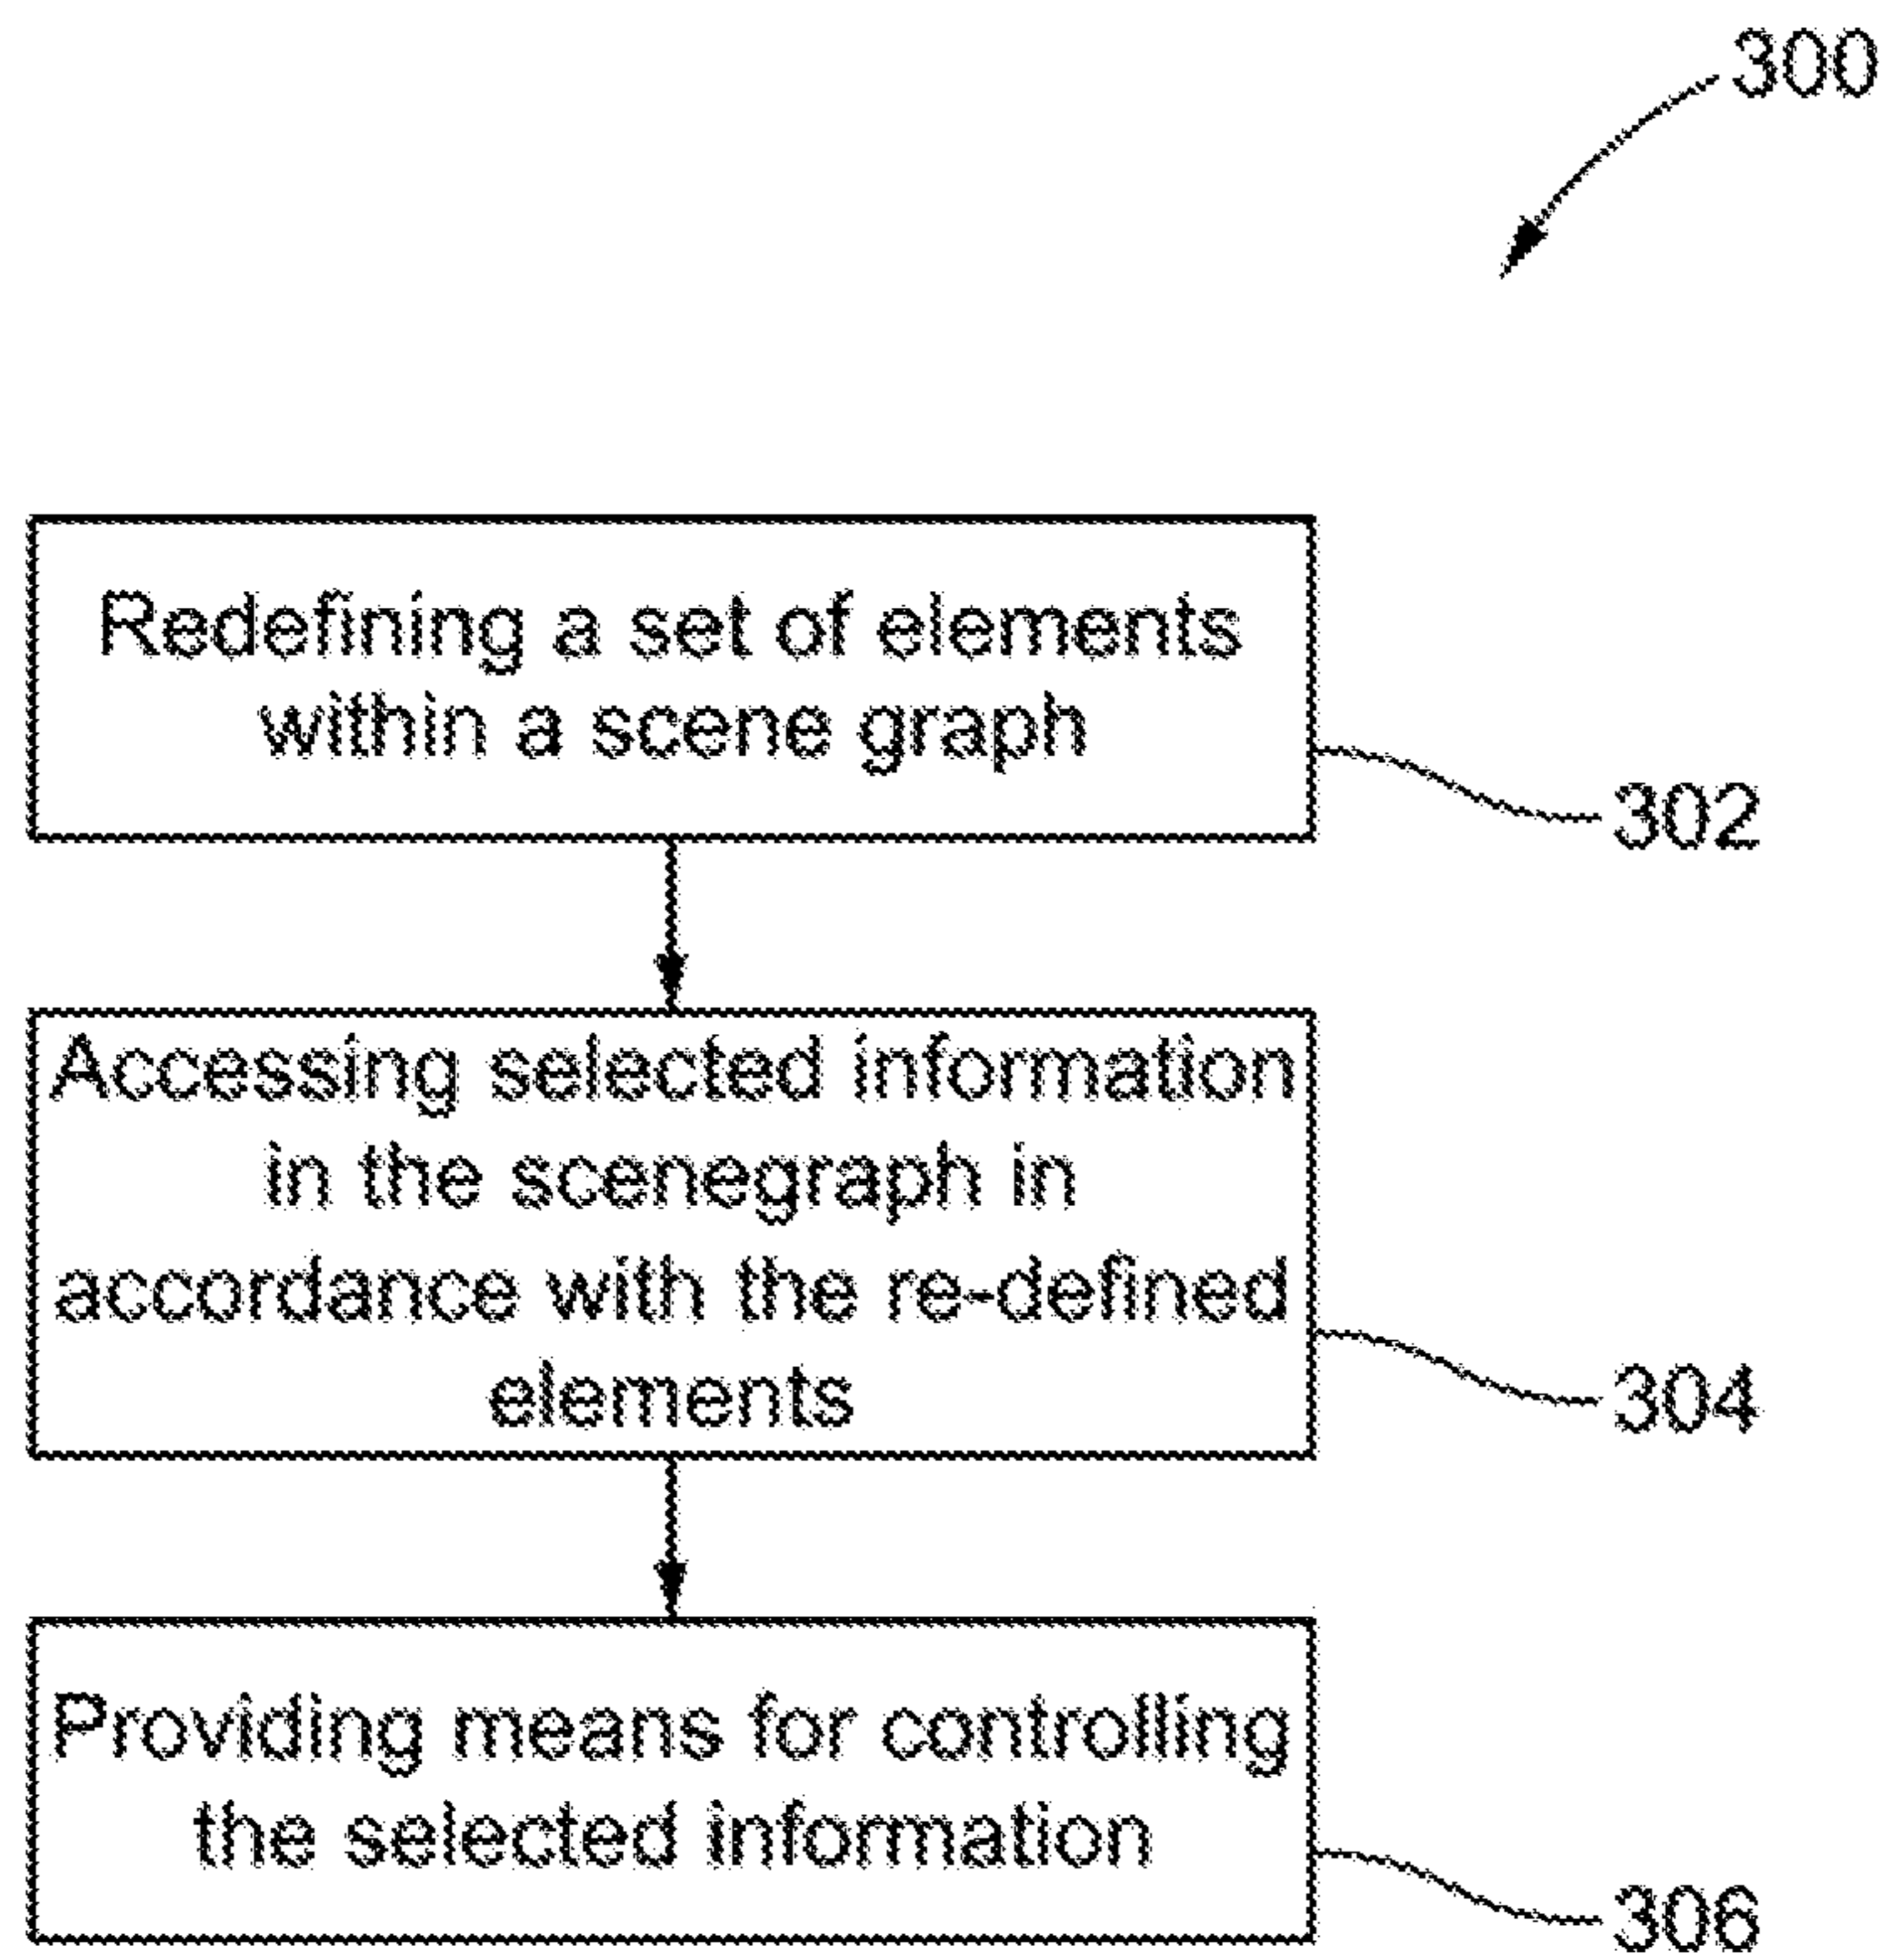 300
Redefining a set of elements
within a scene graph
302
Accessing selected information
in the scenegraph in
accordance with the re-defined
elements
304
Providing means for controlling
the selected information
306